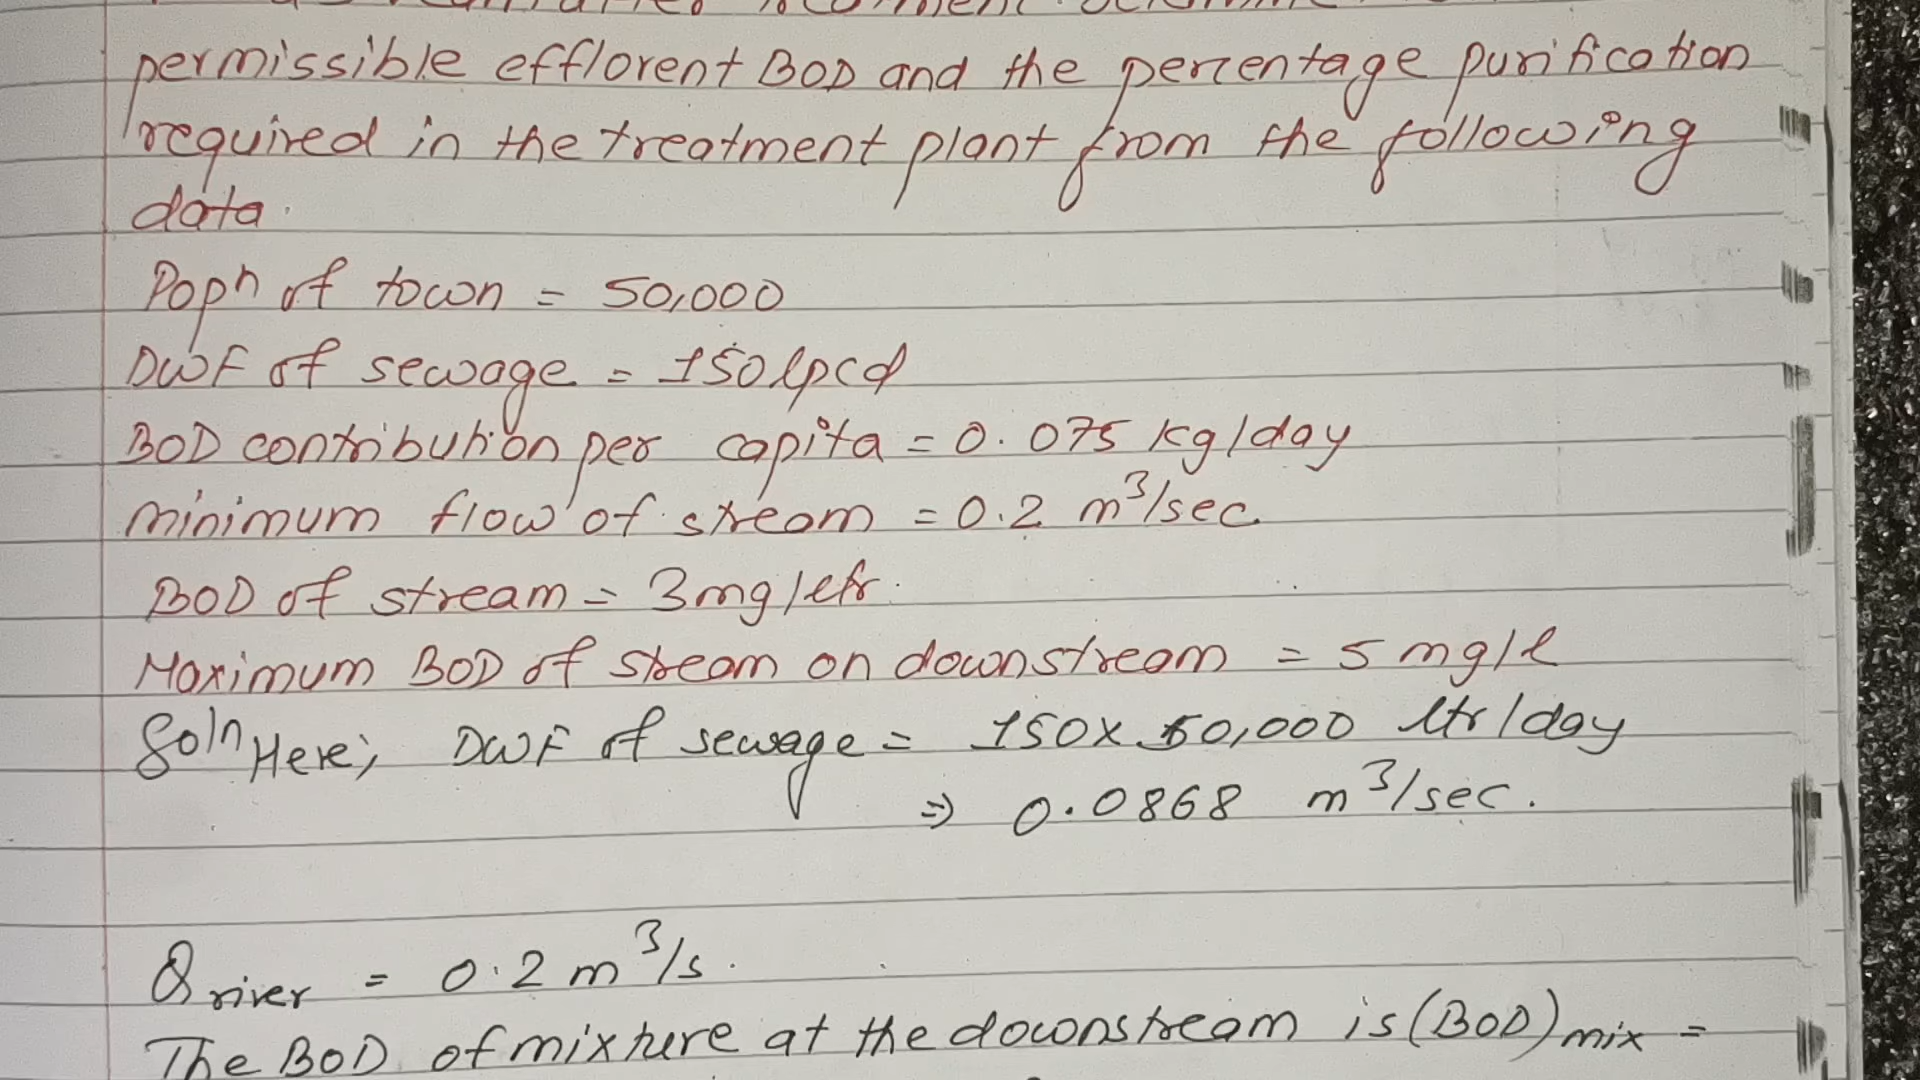 permissible efflorent BOD and the percentage purification
required in the treatment plant from the following
data.
Popn of town = 50,000
DWF of sewage = 150 lpcd
BOD contribution per capita = 0.075 kg/day
minimum flow of stream = 0.2 m³/sec.
BOD of stream = 3mg/ltr.
Maximum BOD of stream on downstream = 5 mg/l
Soln Here; DWF of sewage = 150x 50,000 ltr/day
⇒ 0.0868 m³/sec.
Qriver = 0.2 m³/s.
The BOD of mixture at the downstream is (BOD)mix =